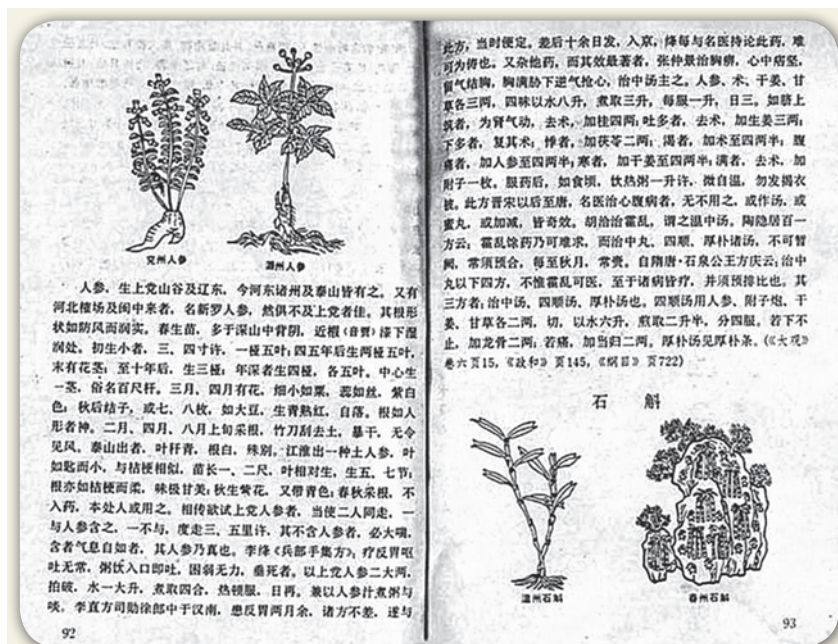 兖州人参
潞州人参
人参，生上党山谷及辽东，今河东诸州及泰山皆有之。又有
河北榷场及闽中来者，名新罗人参，然俱不及上党者佳。其根形
状如防风而润实。春生苗，多于深山中背阴，近椴（音贾）漆下湿
润处。初生小者，三、四寸许，一桠五叶；四五年后生两桠五叶，
末有花茎；至十年后，生三桠；年深者生四桠，各五叶。中心生
一茎，俗名百尺杵。三月、四月有花，细小如粟，蕊如丝，紫白
色；秋后结子，或七、八枚，如大豆，生青熟红，自落。根如人
形者神。二月、四月、八月上旬采根，竹刀刮去土，暴干，无令
见风。泰山出者，叶秆青，根白，殊别。江淮出一种土人参，叶
如匙而小，与桔梗相似，苗长一、二尺，叶相对生，生五、七节；
根亦如桔梗而柔，味极甘美；秋生紫花，又带青色；春秋采根，不
入药，本处人或用之。相传欲试上党人参者，当使二人同走，一
与人参含之，一不与，度走三、五里许，其不含人参者，必大喘，
含者气息自如者，其人参乃真也。李绛《兵部手集方》，疗反胃呕
吐无常，粥饮入口即吐，困弱无力，垂死者。以上党人参二大两，
拍破，水一大升，煮取四合，热顿服，日再。兼以人参汁煮粥与
啖。李直方司勋徐郎中于汉南，患反胃两月余，诸方不差，遂与
92
此方，当时便定。差后十余日发，入京，绛每与名医持论此药，难
可为俦也。又杂他药，而其效最著者，张仲景治胸痹，心中痞坚，
留气结胸，胸满胁下逆气抢心，治中汤主之。人参、术、干姜、甘
草各三两，四味以水八升，煮取三升，每服一升，日三。如脐上
筑者，为肾气动，去术，加桂四两；吐多者，去术，加生姜三两；
下多者，复其术；悸者，加茯苓二两；渴者，加术至四两半；腹
痛者，加人参至四两半；寒者，加干姜至四两半；满者，去术，加
附子一枚。服药后，如食顷，饮热粥一升许，微自温，勿发揭衣
被。此方晋宋以后至唐，名医治心腹病者，无不用之，或作汤，或
蜜丸，或加减，皆奇效。胡洽治霍乱，谓之温中汤，陶隐居百一
方云：霍乱馀药乃可难求，而治中丸、四顺、厚朴诸汤，不可暂
阙，常须预合，每至秋月，常赍。自隋唐·石泉公王方庆云：治中
丸以下四方，不惟霍乱可医，至于诸病皆疗，并须预排比也。其
三方者：治中汤、四顺汤、厚朴汤也。四顺汤用人参、附子炮、干
姜、甘草各二两，切，以水六升，煎取二升半，分四服。若下不
止，加龙骨二两；若痛，加当归二两。厚朴汤见厚朴条。（《大观》
卷六页15，《政和》页145，《纲目》页722）
石 斛
温州石斛
春州石斛
93